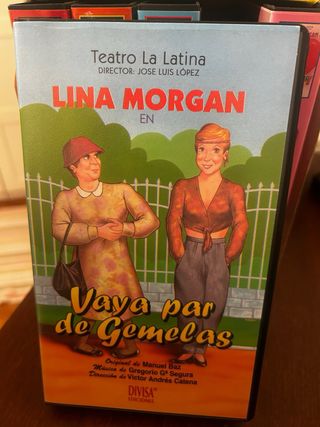 Teatro La Latina
DIRECTOR: JOSE LUIS LÓPEZ
LINA MORGAN
EN
Vaya par
de Gemelas
Original de Manuel Baz
Música de Gregorio Gª Segura
Dirección de Víctor Andrés Catena
DIVISA
EDICIONES